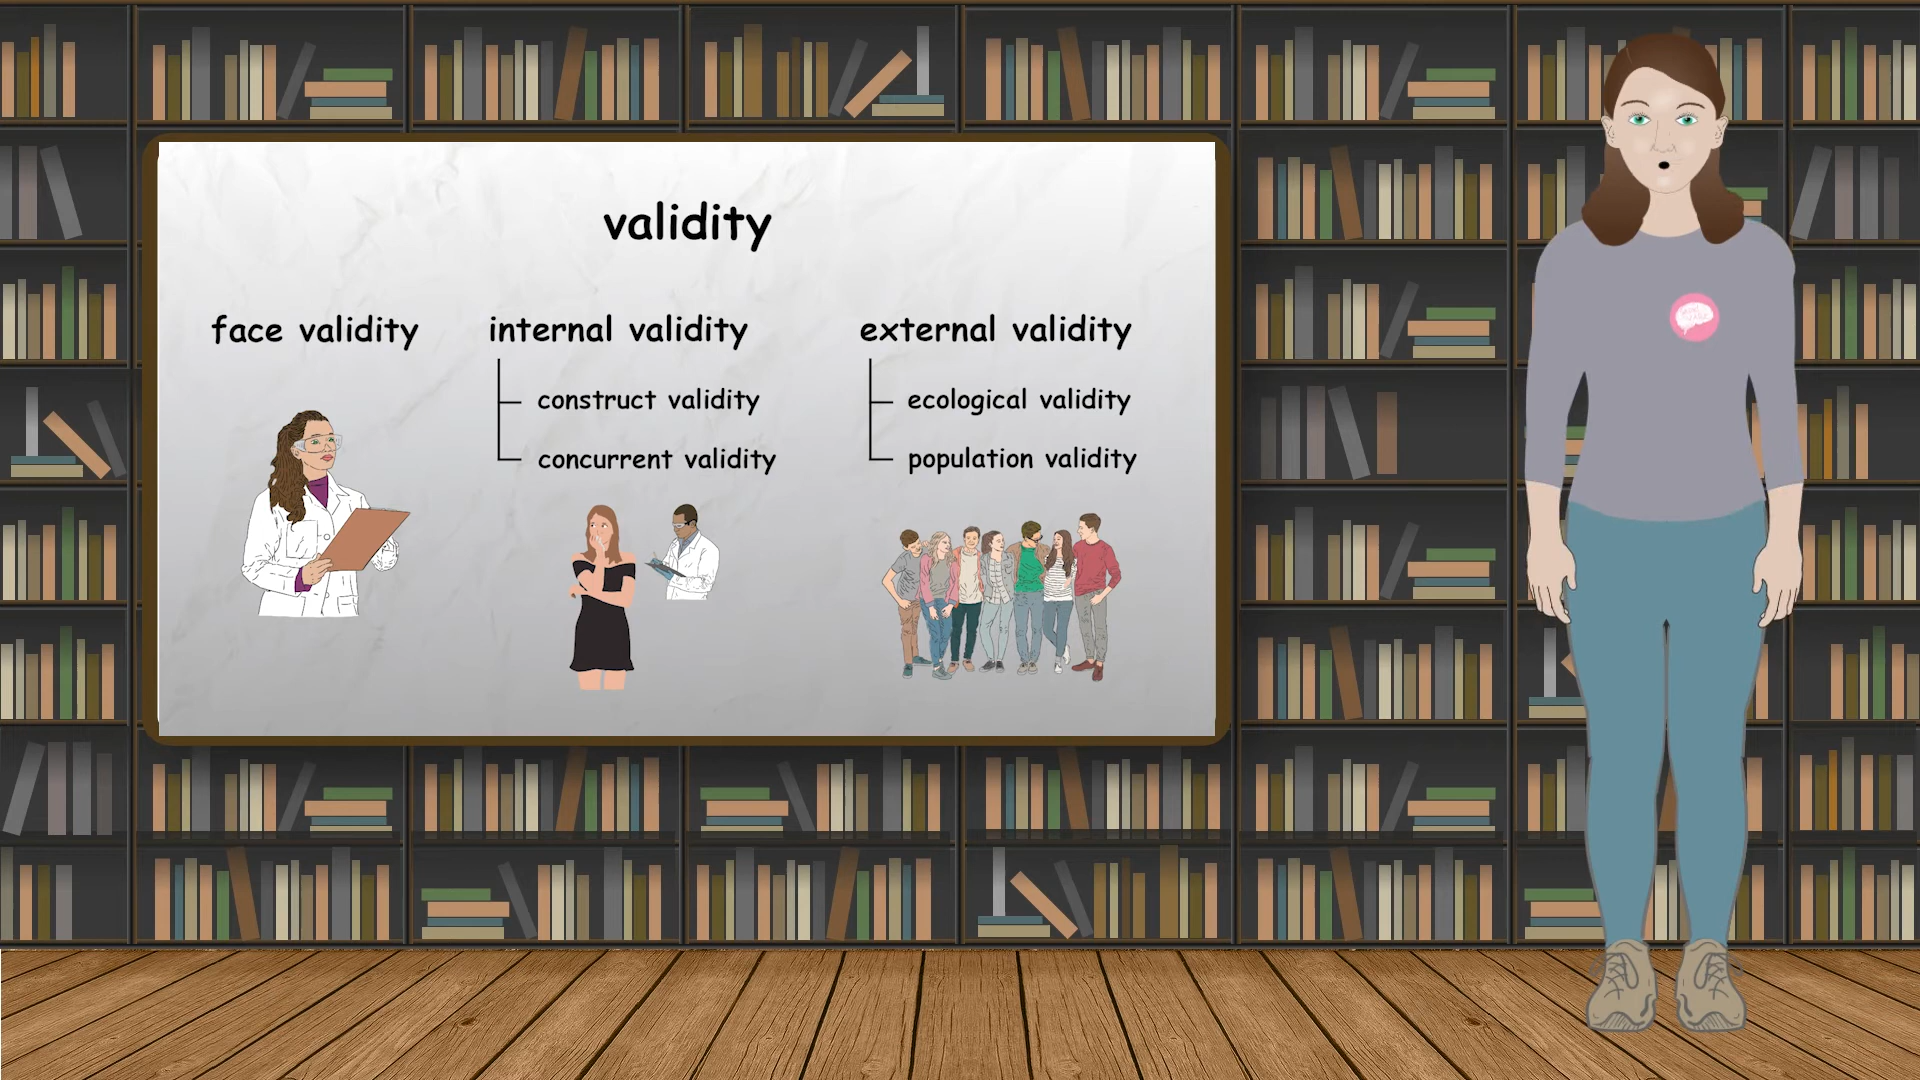 validity
face validity
internal validity
construct validity
concurrent validity
external validity
ecological validity
population validity